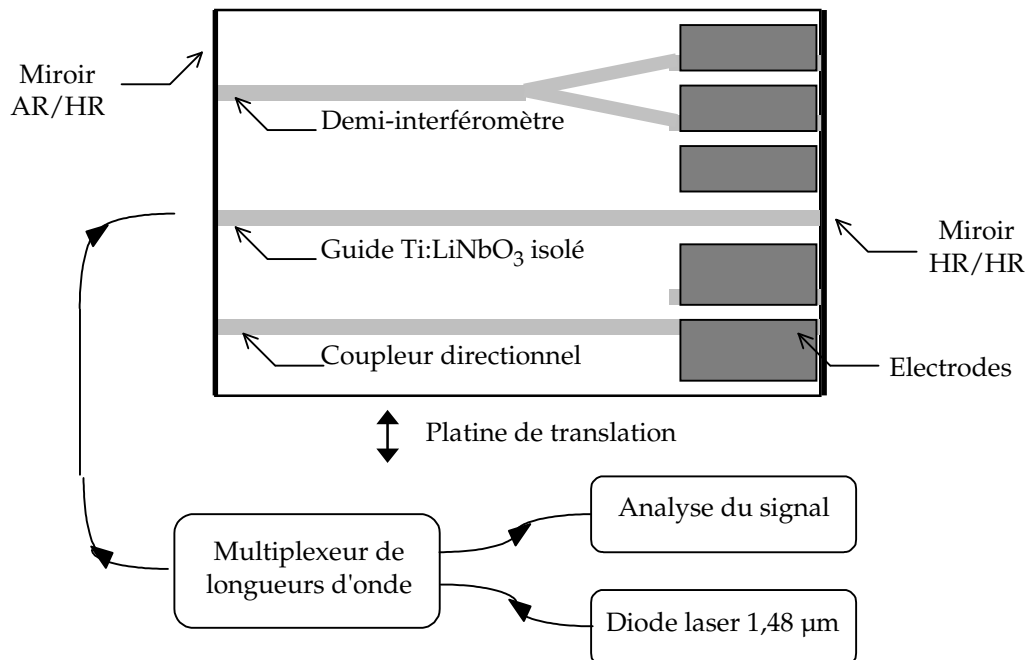 Miroir
AR/HR
Demi-interféromètre
Guide Ti:LiNbO3 isolé
Miroir
HR/HR
Coupleur directionnel
Electrodes
Platine de translation
Analyse du signal
Multiplexeur de
longueurs d'onde
Diode laser 1,48 µm